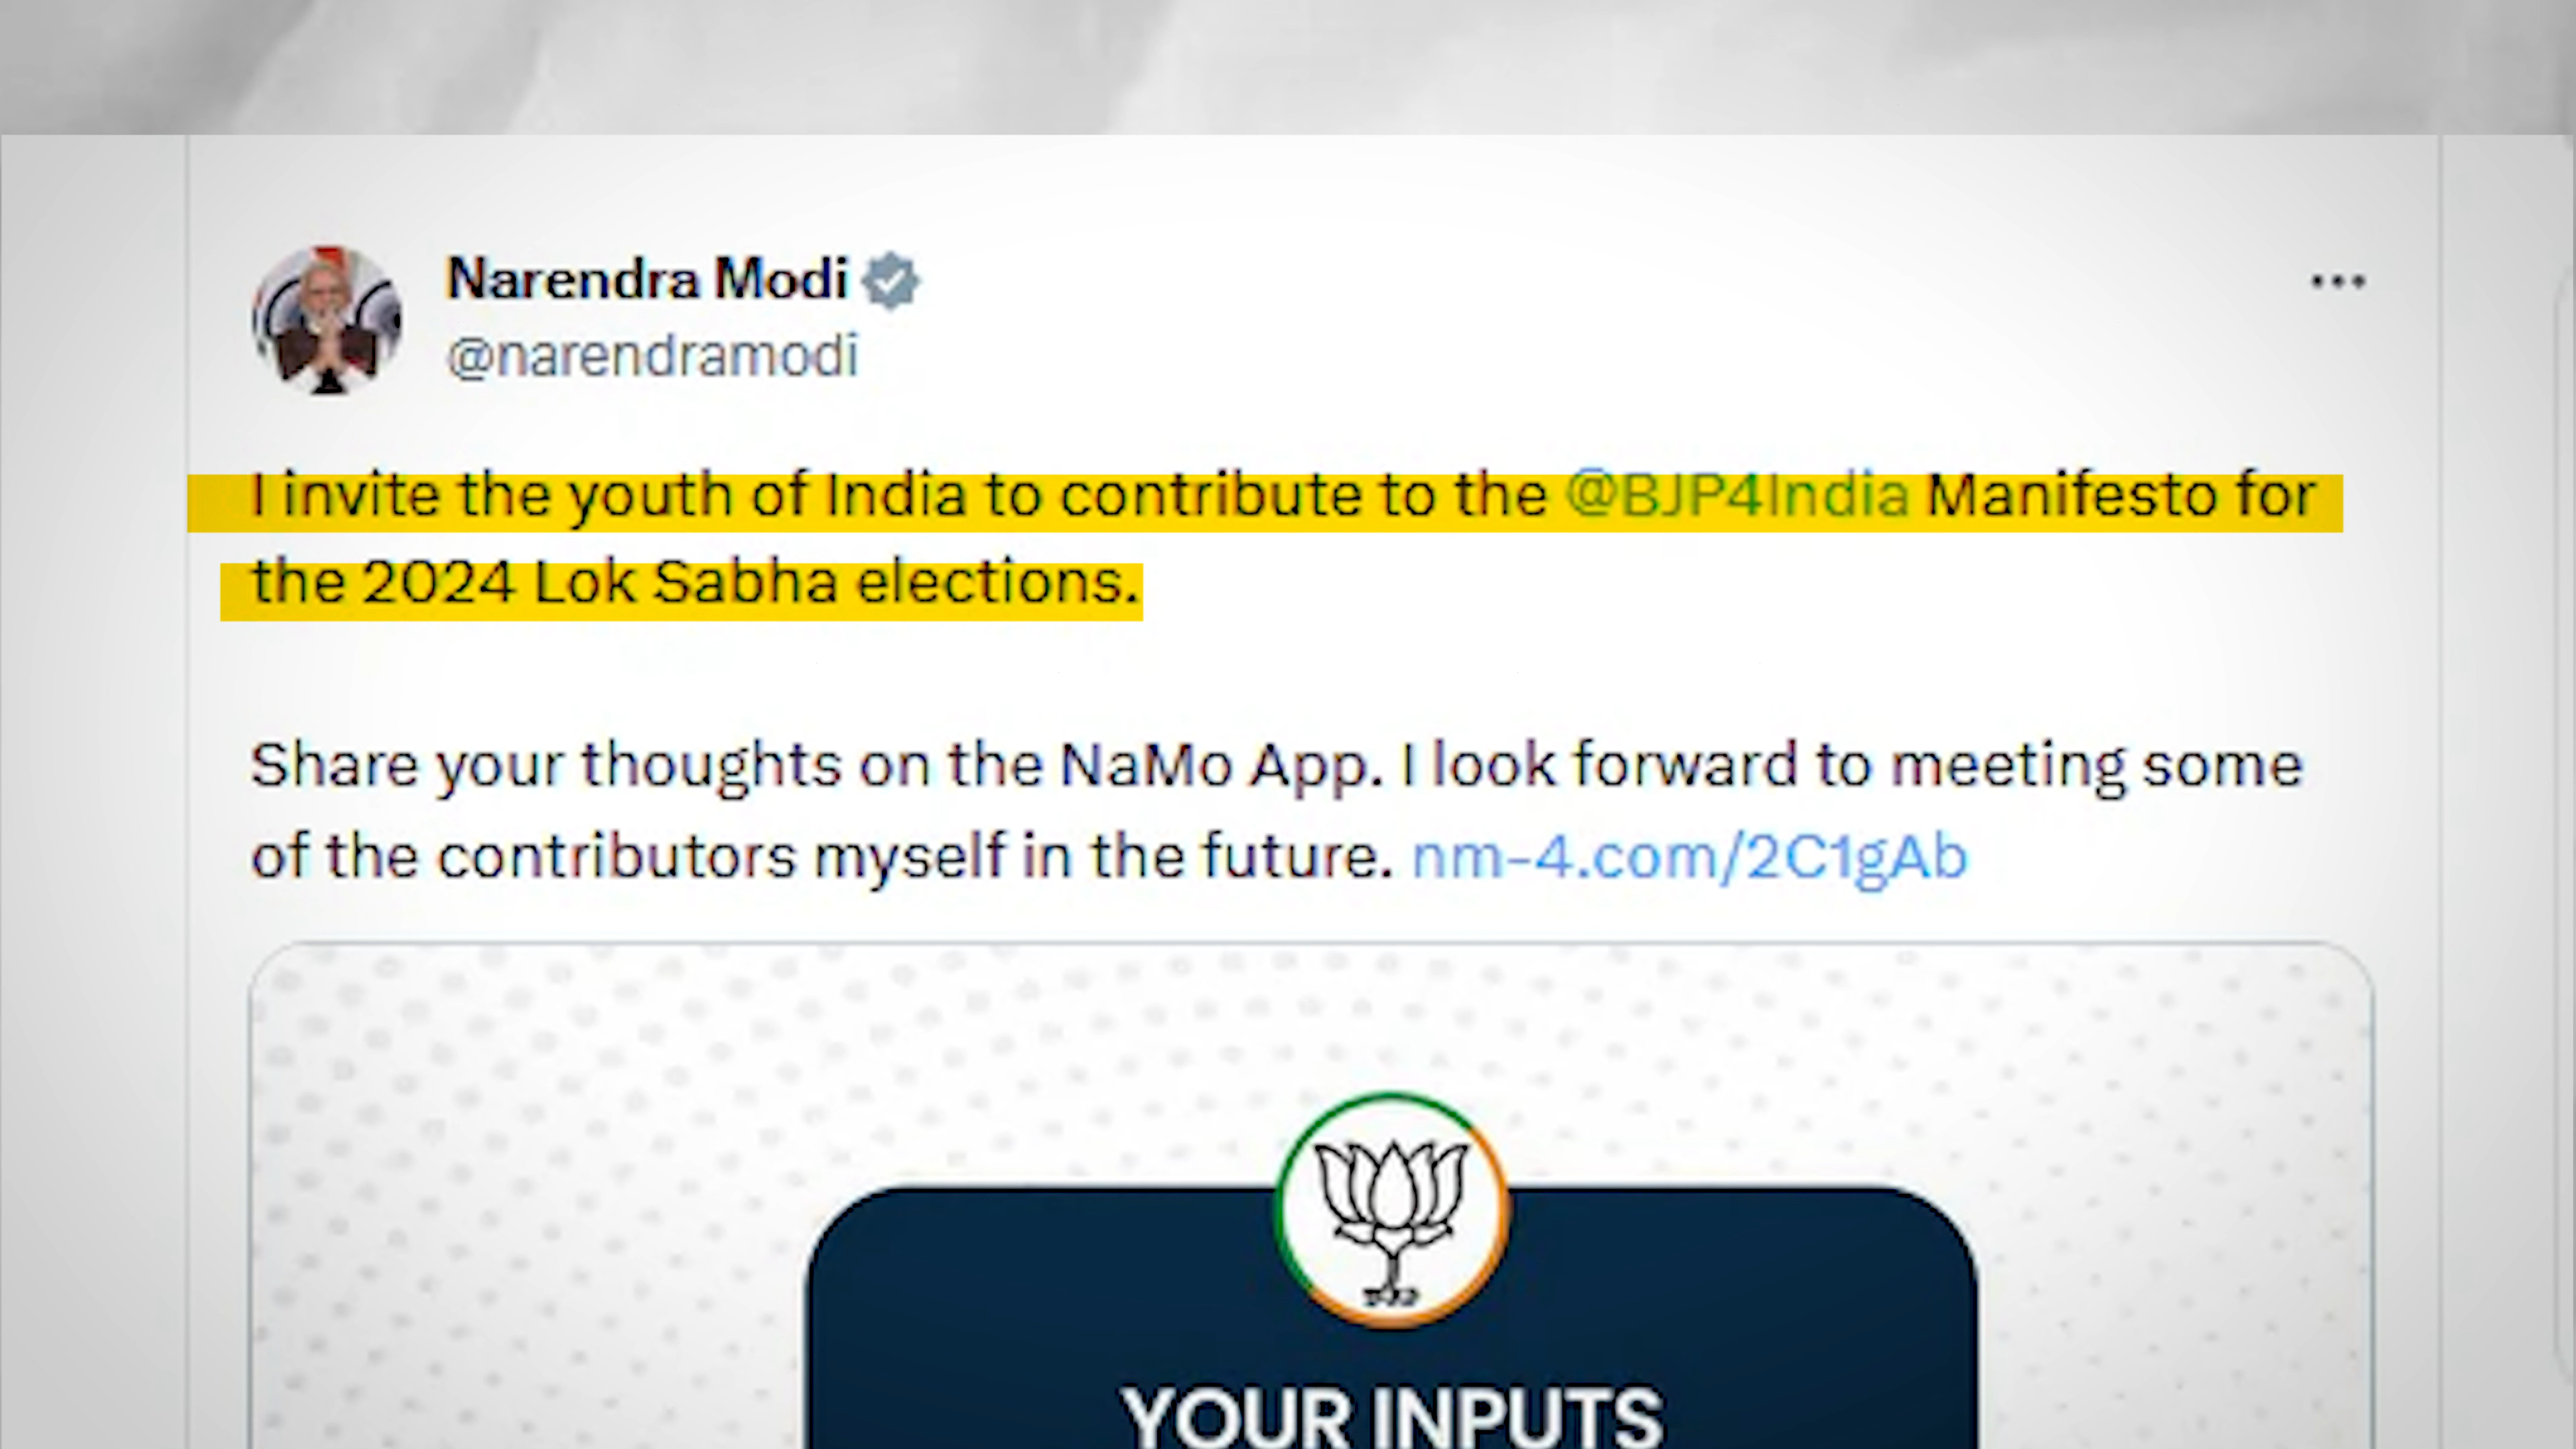 Narendra Modi
@narendramodi
I invite the youth of India to contribute to the @BJP4India Manifesto for
the 2024 Lok Sabha elections.
Share your thoughts on the NaMo App. I look forward to meeting some
of the contributors myself in the future. nm-4.com/2C1gAb
YOUR INPUTS